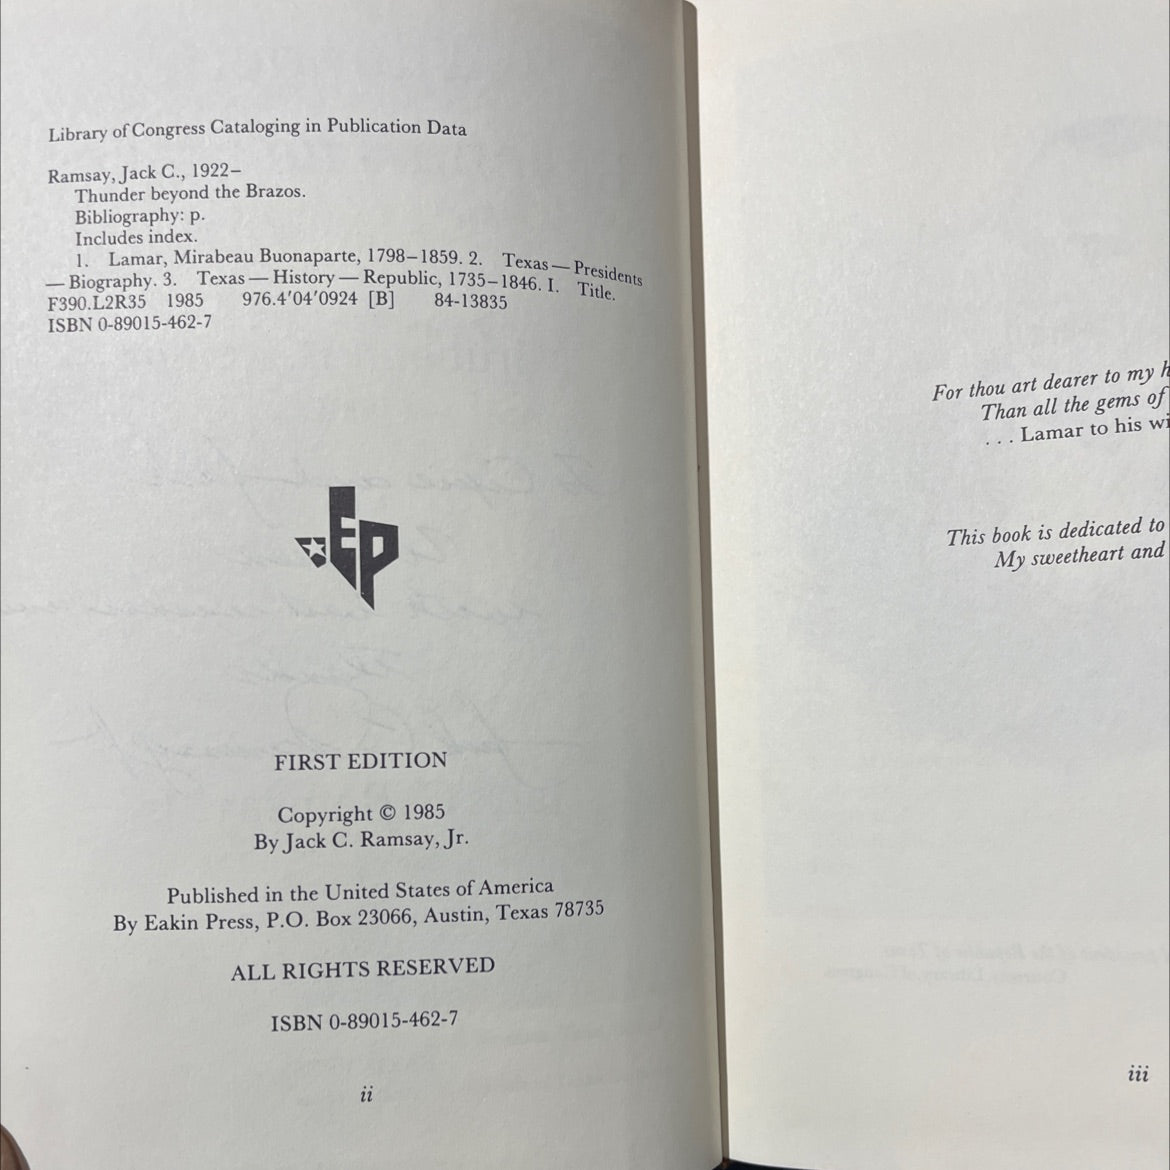 Library of Congress Cataloging in Publication Data
Ramsay, Jack C., 1922–
Thunder beyond the Brazos.
Bibliography: p.
Includes index.
1. Lamar, Mirabeau Buonaparte, 1798–1859. 2. Texas — Presidents
— Biography. 3. Texas — History — Republic, 1735–1846. I. Title.
F390.L2R35 1985 976.4'04'0924 [B] 84-13835
ISBN 0-89015-462-7
EP
FIRST EDITION
Copyright © 1985
By Jack C. Ramsay, Jr.
Published in the United States of America
By Eakin Press, P.O. Box 23066, Austin, Texas 78735
ALL RIGHTS RESERVED
ISBN 0-89015-462-7
ii
For thou art dearer to my
Than all the gems of
. . . Lamar to his
This book is dedicated to
My sweetheart and
iii